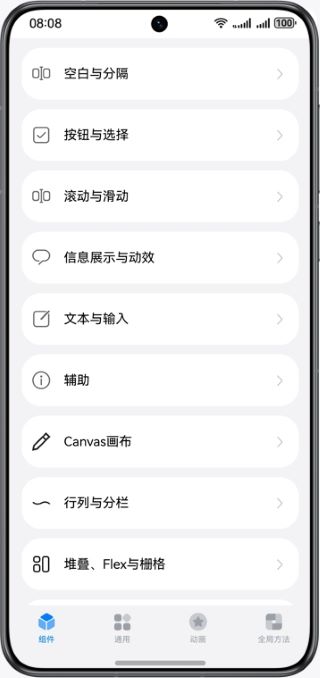 08:08
100
空白与分隔
按钮与选择
滚动与滑动
信息展示与动效
文本与输入
辅助
Canvas画布
行列与分栏
堆叠、Flex与栅格
组件
通用
动画
全局方法